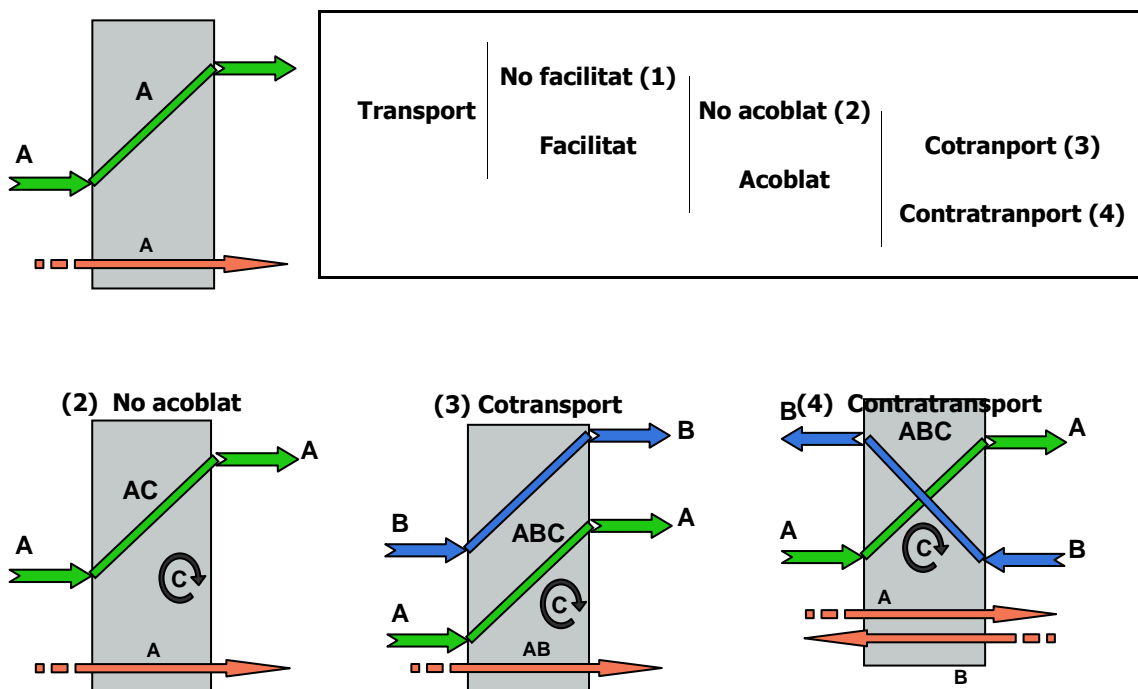 A
A
A
Transport
No facilitat (1)
Facilitat
No acoblat (2)
Acoblat
Cotranport (3)
Contratranport (4)
(2) No acoblat
A
AC
A
C
A
(3) Cotransport
B
B
ABC
A
A
C
AB
(4) Contratransport
B
ABC
A
A
B
C
A
B